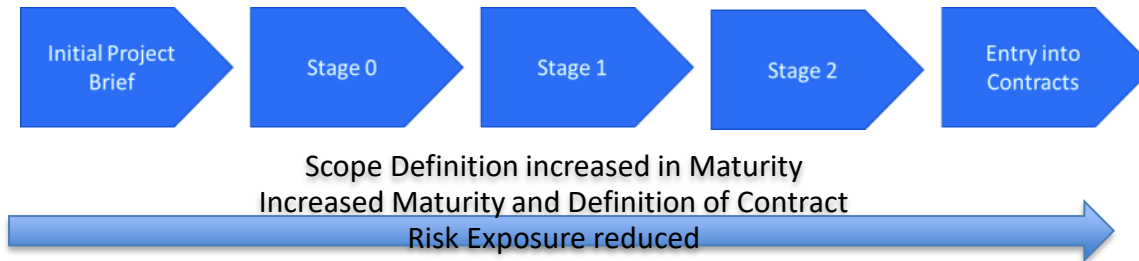 Initial Project
Brief
Stage 0
Stage 1
Stage 2
Entry into
Contracts
Scope Definition increased in Maturity
Increased Maturity and Definition of Contract
Risk Exposure reduced